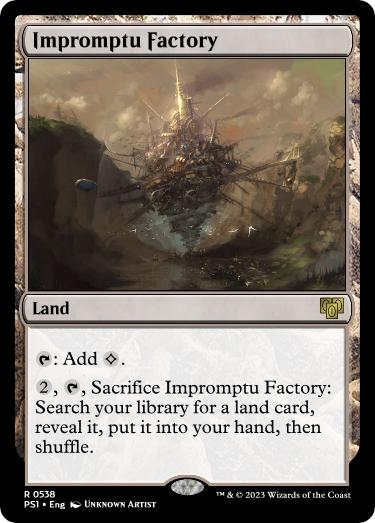 Impromptu Factory
Land
: Add .
2, , Sacrifice Impromptu Factory:
Search your library for a land card,
reveal it, put it into your hand, then
shuffle.
R 0538
PS1 • Eng Unknown Artist
™ & © 2023 Wizards of the Coast